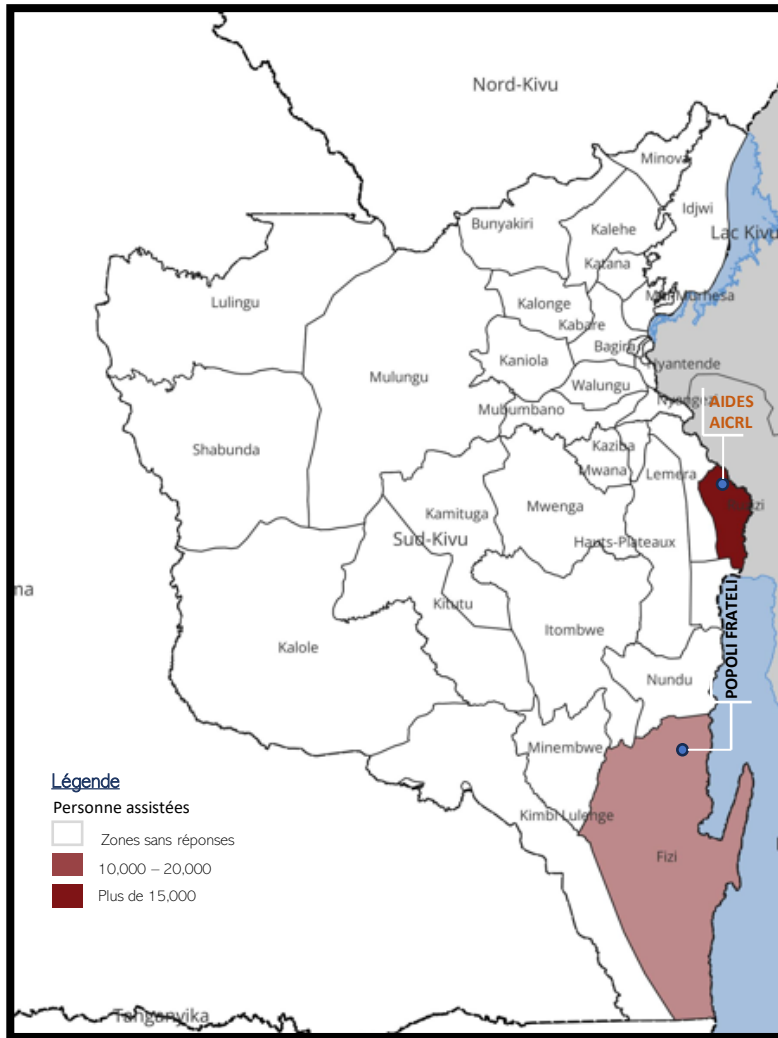 Nord-Kivu
Minova
Idjwi
Bunyakiri
Kalehe
Lac Kivu
Katana
Lulingu
Kalonge
Kabare
Bagira
Nyantende
Kaniola
Mulungu
Walungu
Mubumbano
AIDES
AICRL
Shabunda
Kaziba
Mwana
Lemera
Kamituga
Mwenga
Sud-Kivu
Hauts-Plateaux
Kitutu
Itombwe
Kalole
POPOLI FRATELI
Nundu
Minembwe
Kimbi Lulenge
Fizi
Légende
Personne assistées
Zones sans réponses
10,000 – 20,000
Plus de 15,000
Tanganyika